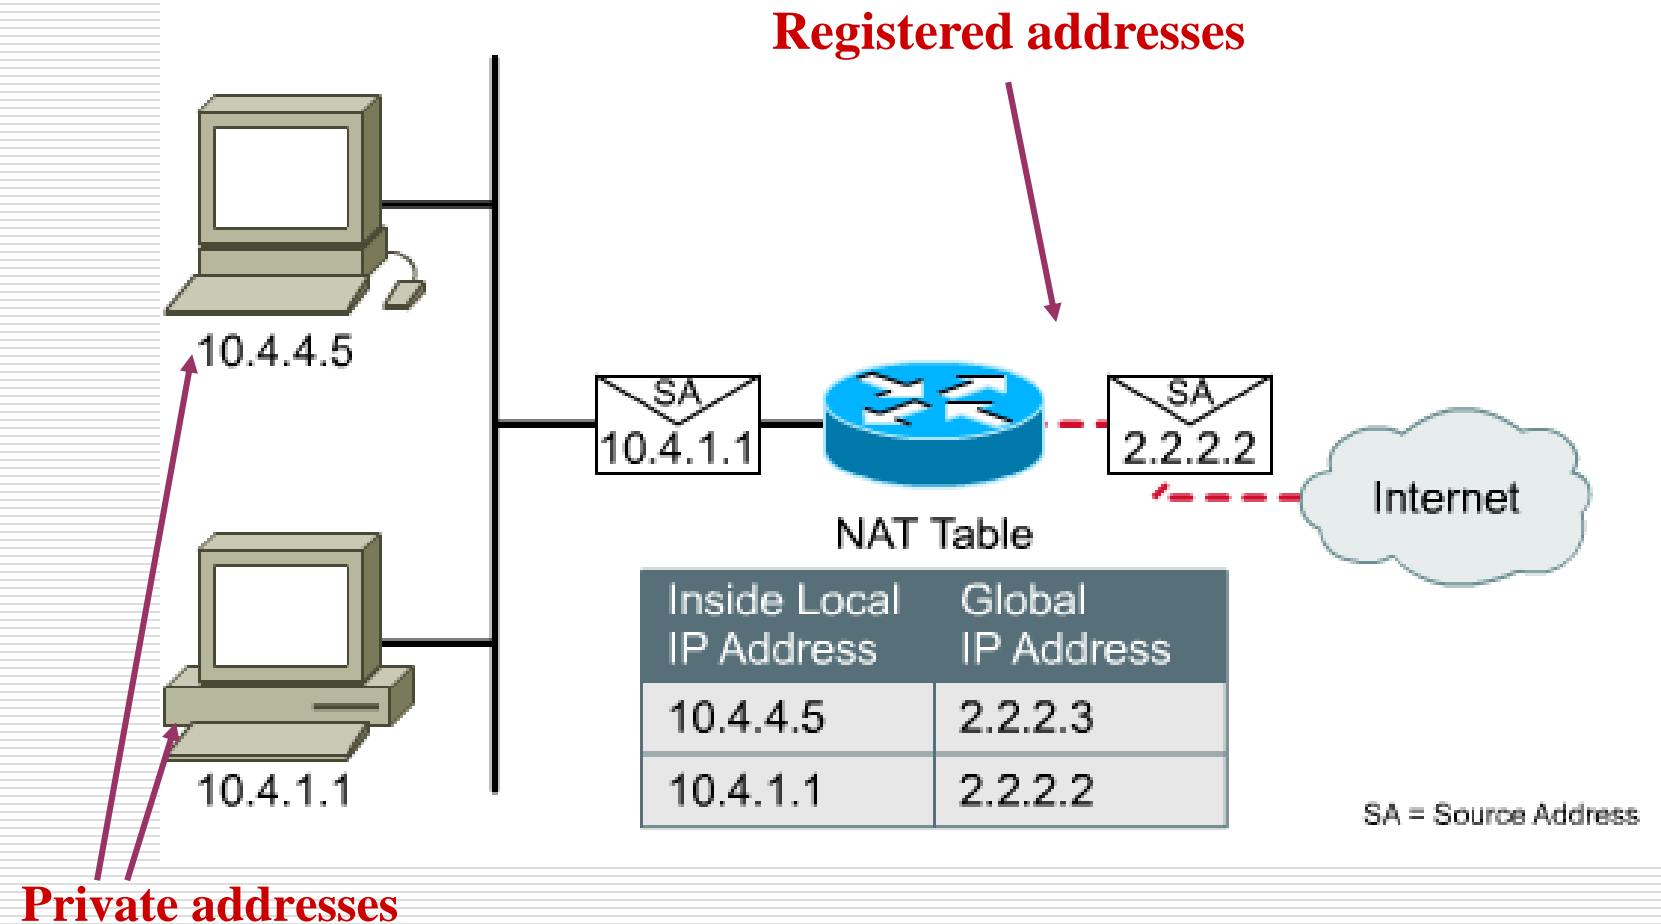 Registered addresses
10.4.4.5
SA
10.4.1.1
SA
2.2.2.2
Internet
NAT Table
Inside Local IP Address
Global IP Address
10.4.4.5
2.2.2.3
10.4.1.1
2.2.2.2
10.4.1.1
SA = Source Address
Private addresses